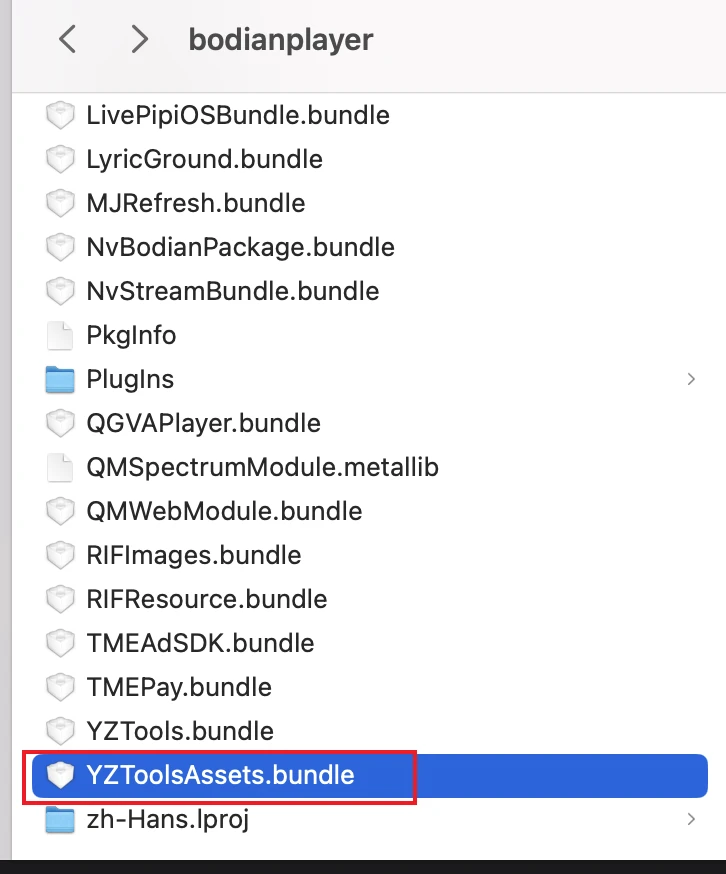 bodianplayer
LivePipiOSBundle.bundle
LyricGround.bundle
MJRefresh.bundle
NvBodianPackage.bundle
NvStreamBundle.bundle
PkgInfo
PlugIns
QGVAPlayer.bundle
QMSpectrumModule.metallib
QMWebModule.bundle
RIFImages.bundle
RIFResource.bundle
TMEAdSDK.bundle
TMEPay.bundle
YZTools.bundle
YZToolsAssets.bundle
zh-Hans.lproj